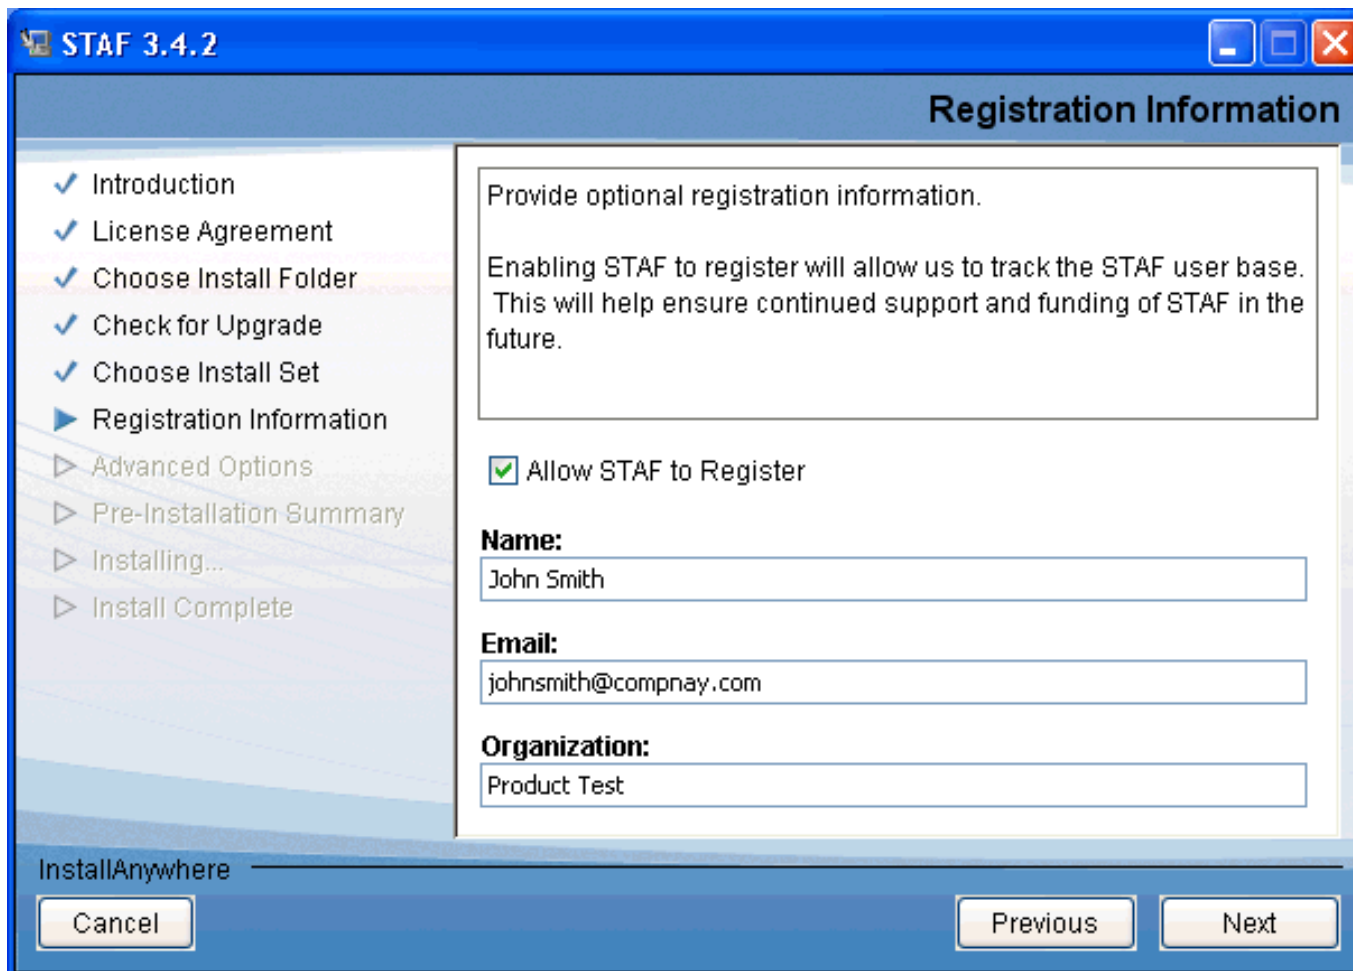 STAF 3.4.2
Registration Information
Introduction
License Agreement
Choose Install Folder
Check for Upgrade
Choose Install Set
Registration Information
Advanced Options
Pre-Installation Summary
Installing...
Install Complete
Provide optional registration information.
Enabling STAF to register will allow us to track the STAF user base.
This will help ensure continued support and funding of STAF in the
future.
Allow STAF to Register
Name:
John Smith
Email:
johnsmith@compnay.com
Organization:
Product Test
InstallAnywhere
Cancel
Previous
Next